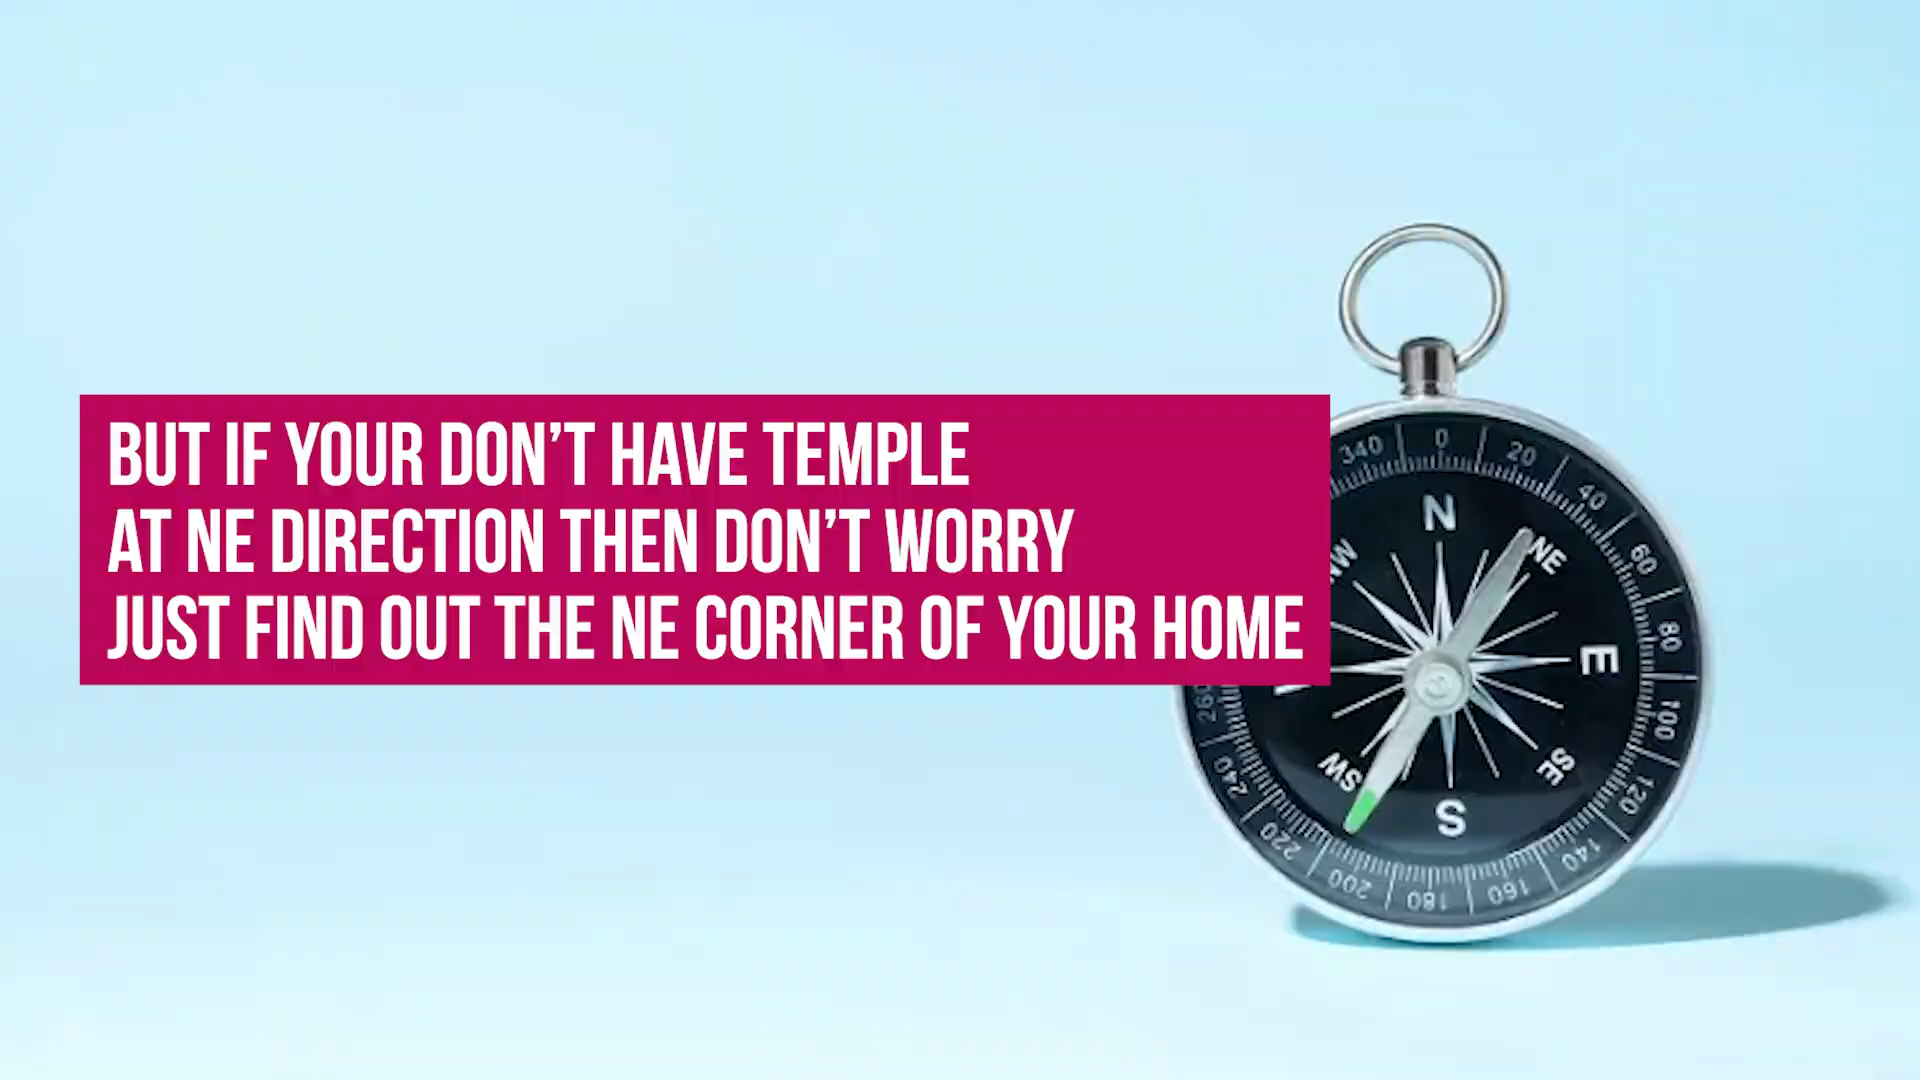 BUT IF YOUR DON'T HAVE TEMPLE
AT NE DIRECTION THEN DON'T WORRY
JUST FIND OUT THE NE CORNER OF YOUR HOME
340 0 20 40 60 80 100 120 140 160 180 200 220 240
N
NE
E
SE
S
SW
NW